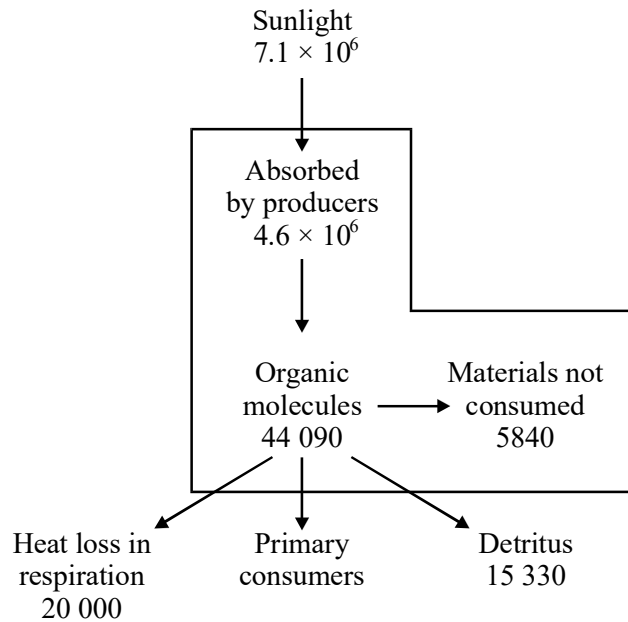 Sunlight
7.1 × 10⁶
Absorbed
by producers
4.6 × 10⁶
Organic
molecules
44 090
Materials not
consumed
5840
Heat loss in
respiration
20 000
Primary
consumers
Detritus
15 330